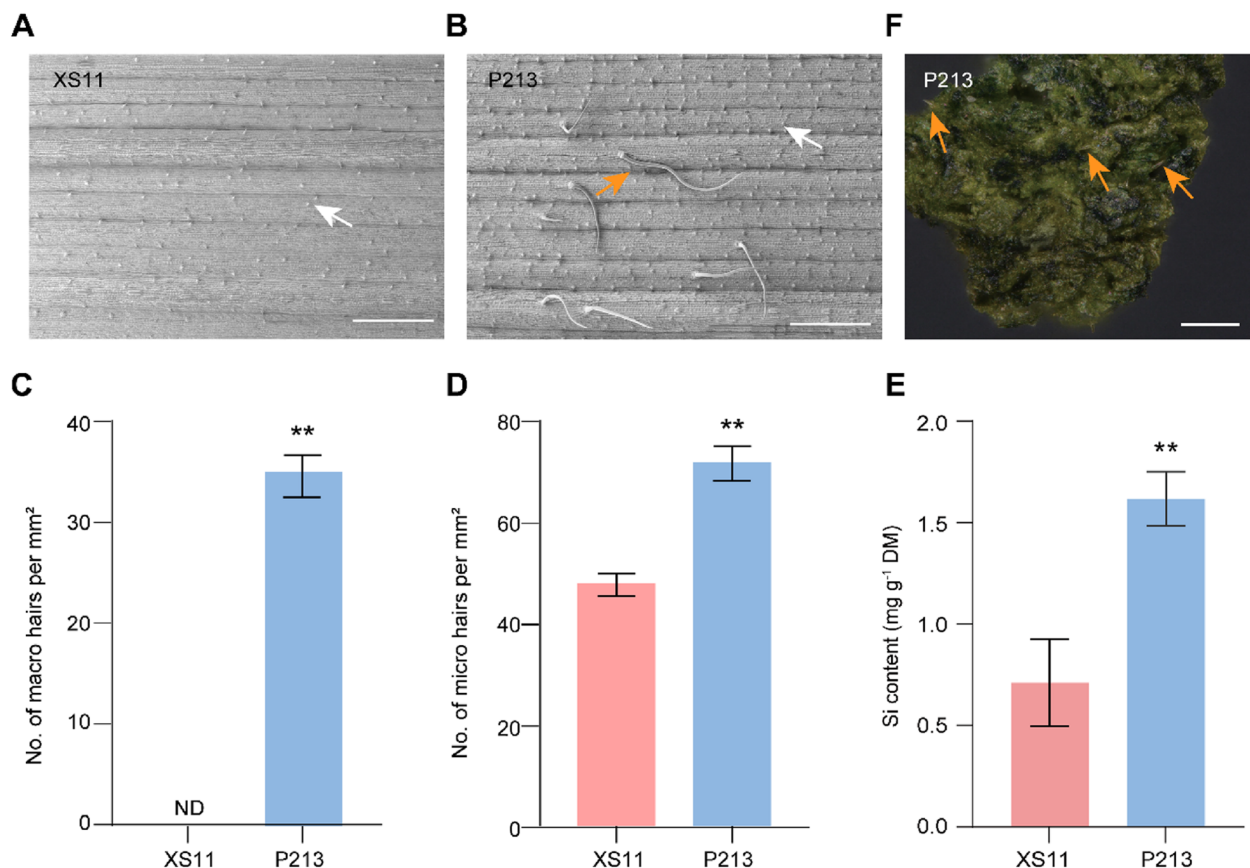 A
XS11
B
P213
F
P213
C
No. of macro hairs per mm²
40
30
20
10
0
**
ND
XS11
P213
D
No. of micro hairs per mm²
80
60
40
20
0
**
XS11
P213
E
Si content (mg g⁻¹ DM)
2.0
1.5
1.0
0.5
0.0
**
XS11
P213